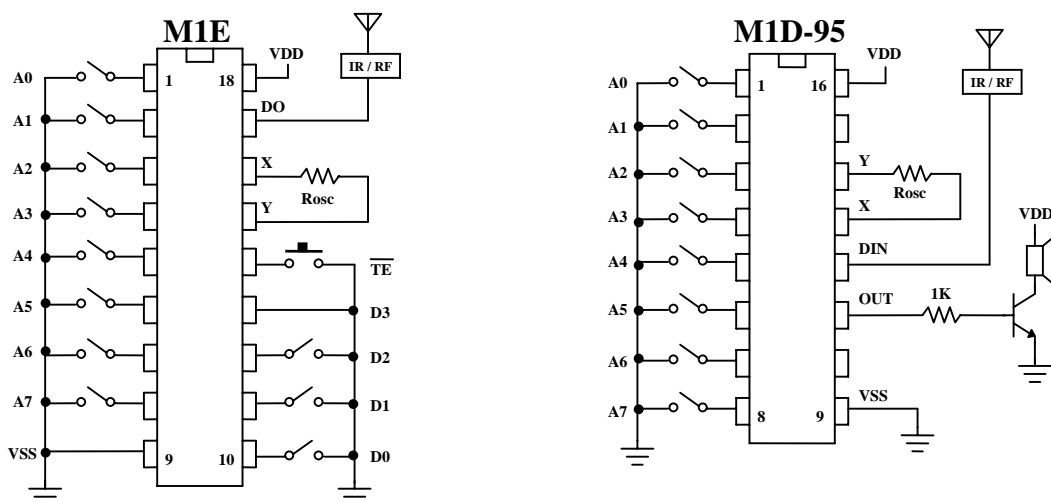 M1E
A0
A1
A2
A3
A4
A5
A6
A7
VSS
1
18
9
10
VDD
DO
X
Y
Rosc
IR / RF
TE
D3
D2
D1
D0
M1D-95
A0
A1
A2
A3
A4
A5
A6
A7
1
16
8
9
VDD
Y
X
Rosc
IR / RF
DIN
OUT
1K
VDD
VSS